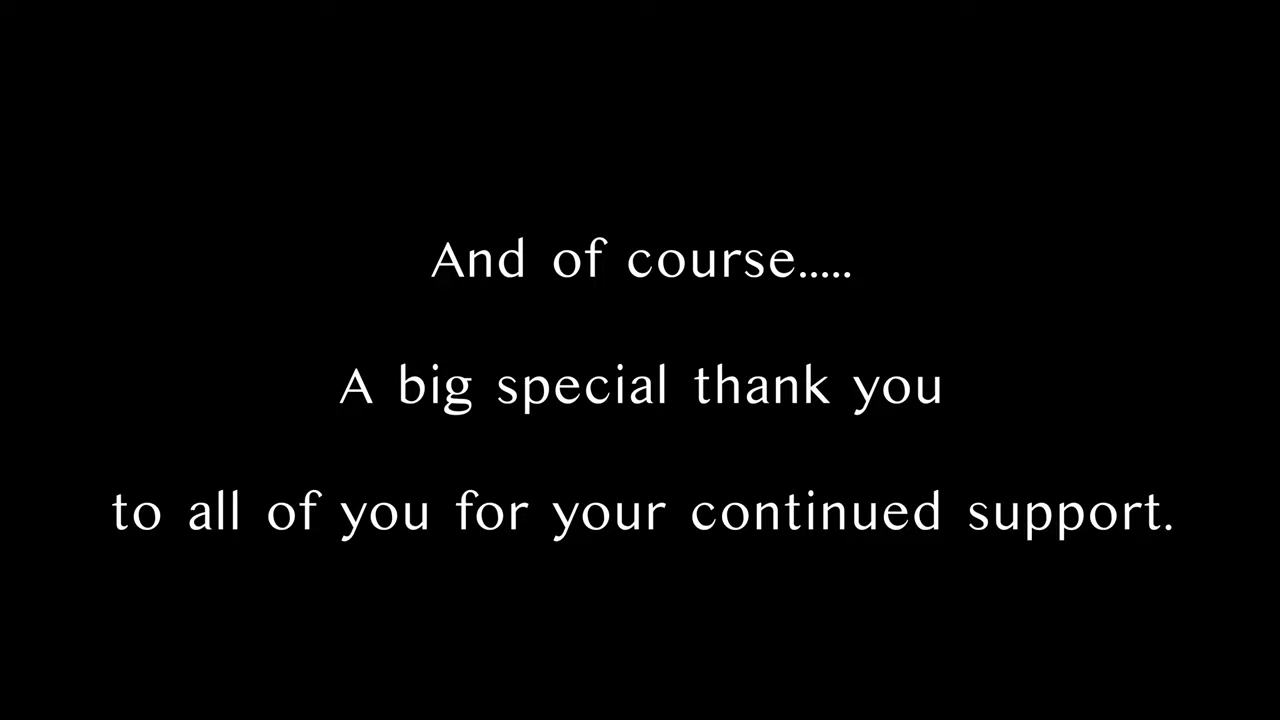 And of course.....
A big special thank you
to all of you for your continued support.